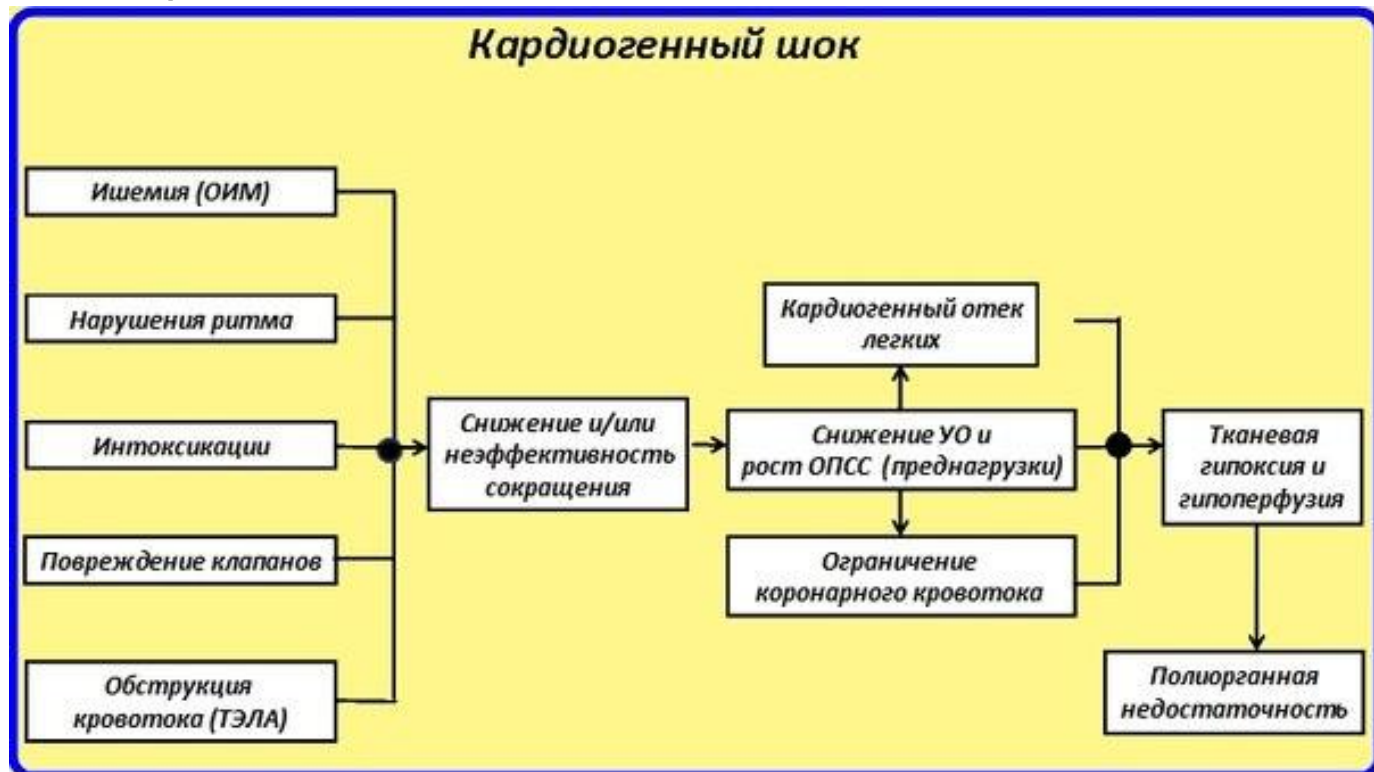 Кардиогенный шок
Ишемия (ОИМ)
Нарушения ритма
Интоксикации
Повреждение клапанов
Обструкция
кровотока (ТЭЛА)
Снижение и/или
неэффективность
сокращения
Кардиогенный отек
легких
Снижение УО и
рост ОПСС (преднагрузки)
Ограничение
коронарного кровотока
Тканевая
гипоксия и
гипоперфузия
Полиорганная
недостаточность